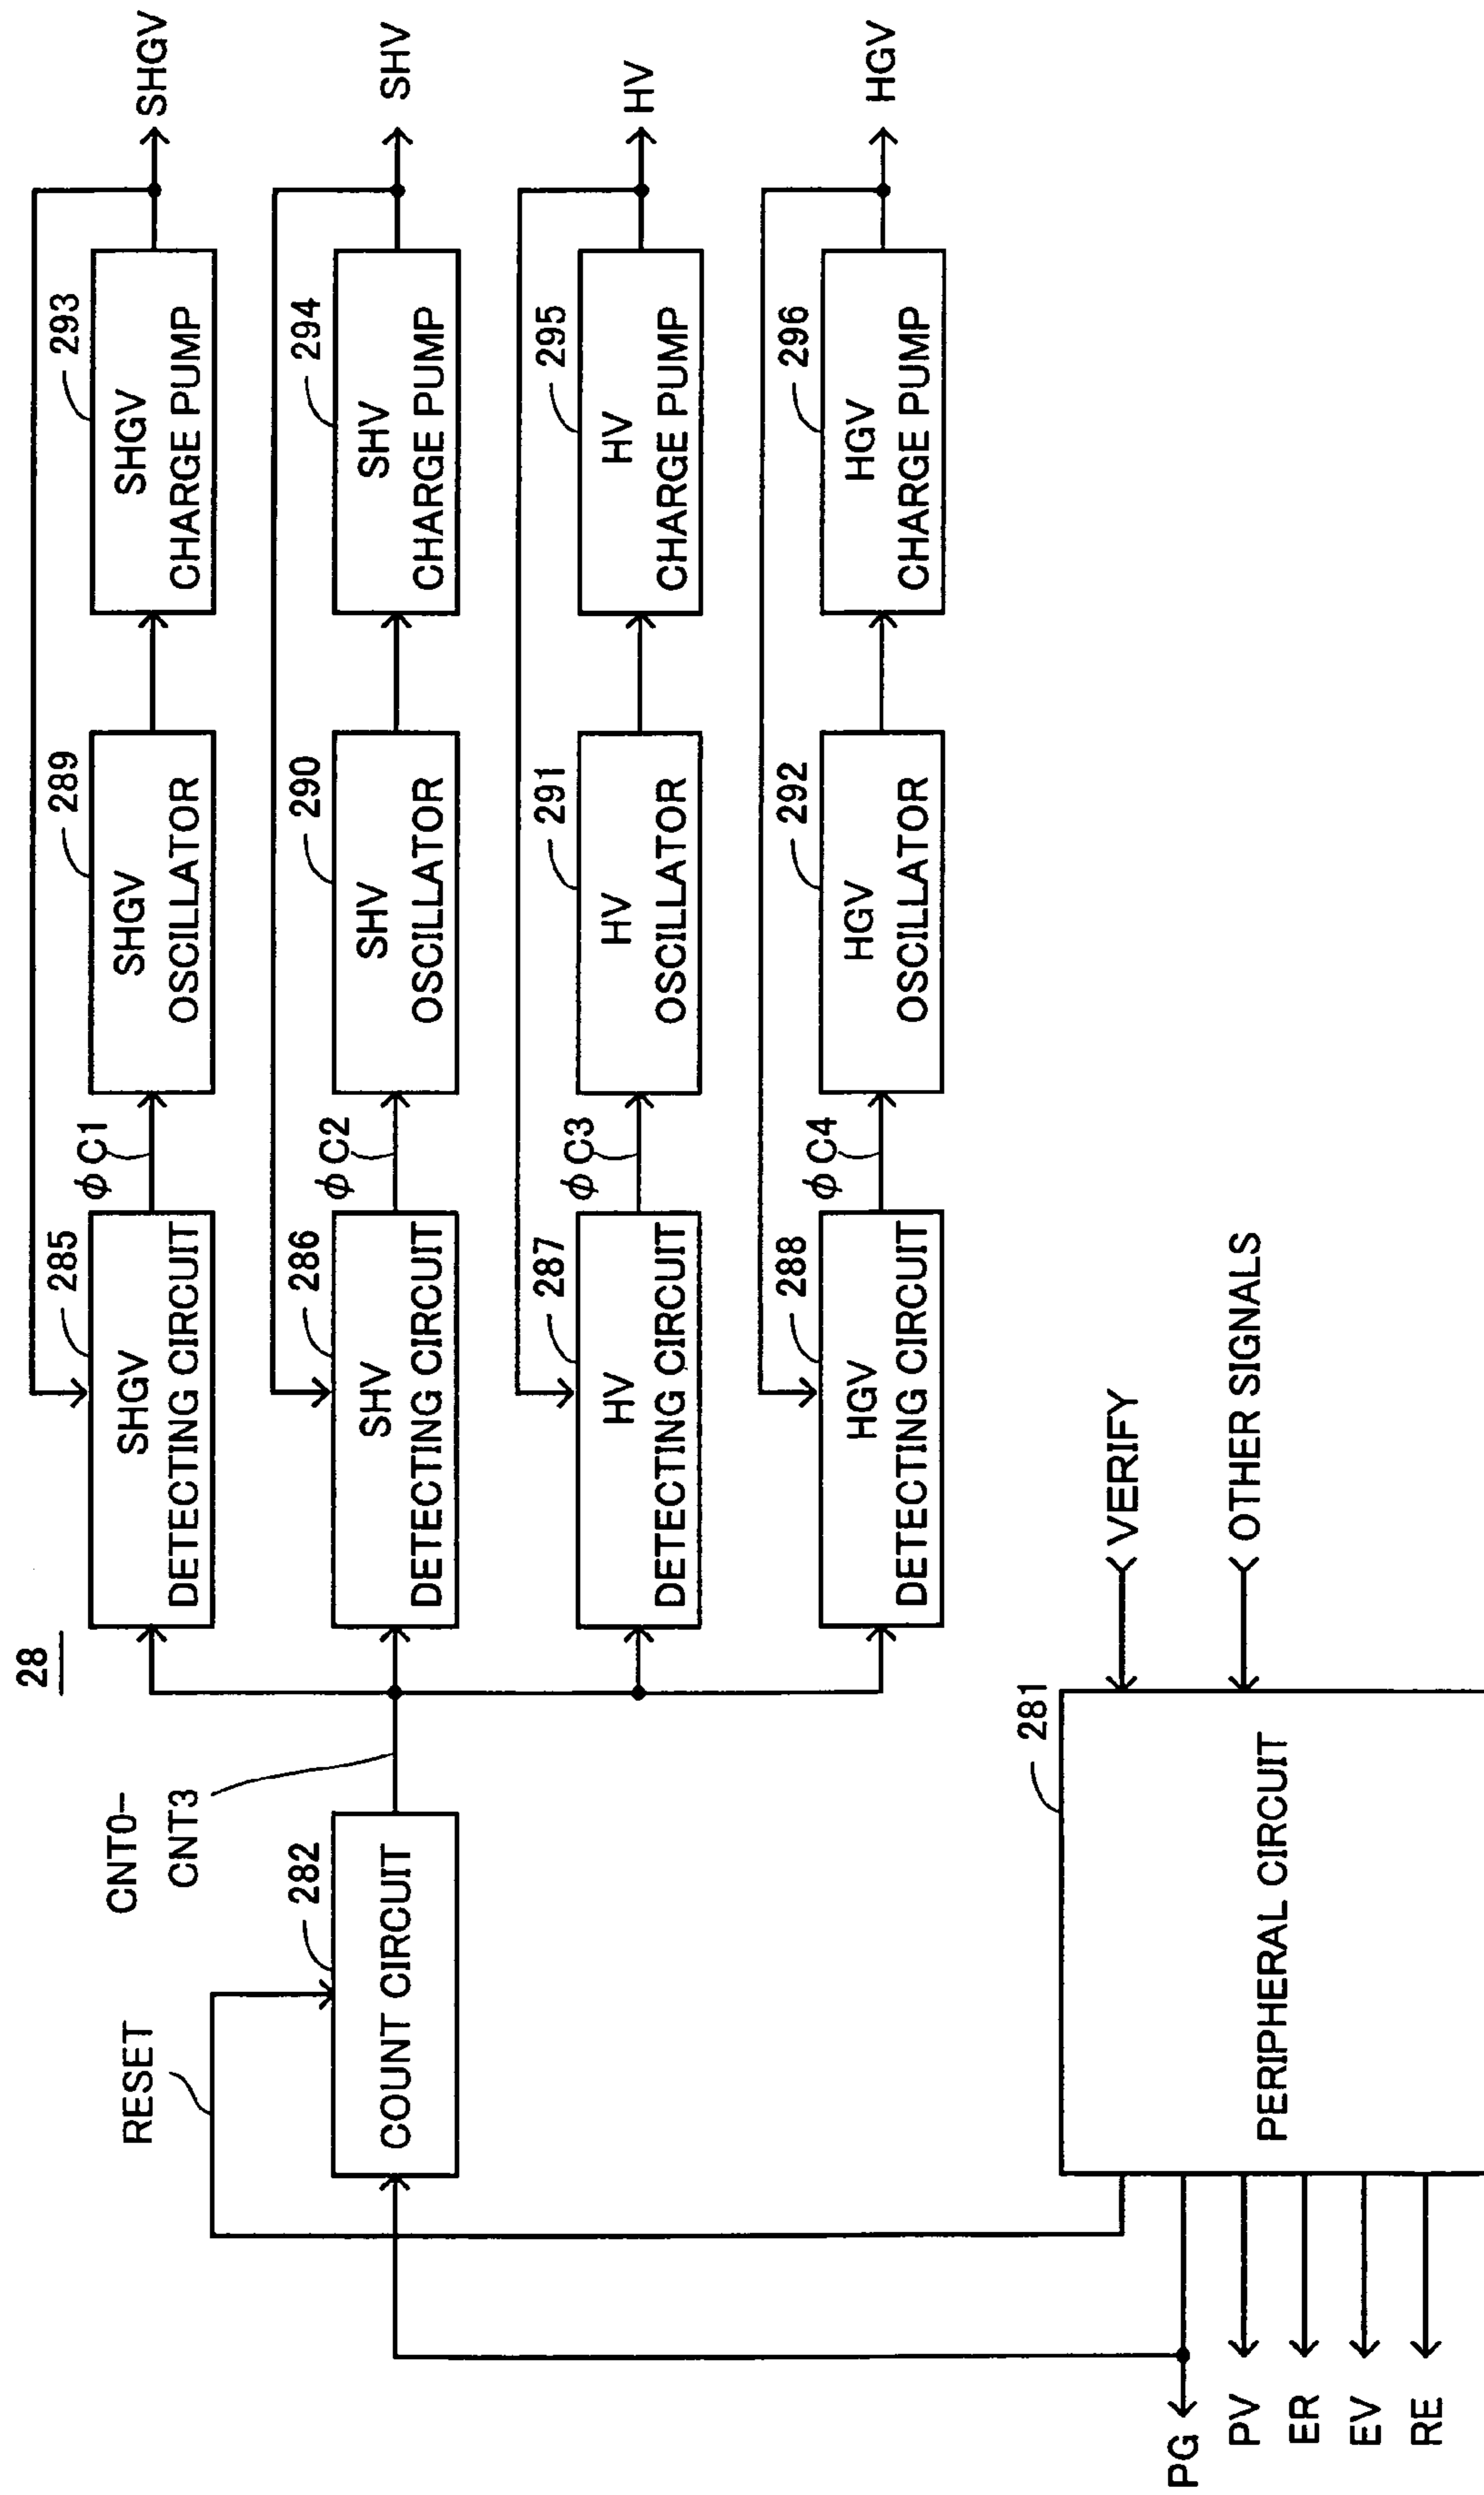 28
RESET
CNT0-
CNT3
282
COUNT CIRCUIT
285
SHGV
DETECTING CIRCUIT
φC1
289
SHGV
OSCILLATOR
293
SHGV
CHARGE PUMP
SHGV
286
SHV
DETECTING CIRCUIT
φC2
290
SHV
OSCILLATOR
294
SHV
CHARGE PUMP
SHV
287
HV
DETECTING CIRCUIT
φC3
291
HV
OSCILLATOR
295
HV
CHARGE PUMP
HV
288
HGV
DETECTING CIRCUIT
φC4
292
HGV
OSCILLATOR
296
HGV
CHARGE PUMP
HGV
281
PERIPHERAL CIRCUIT
VERIFY
OTHER SIGNALS
PG
PV
ER
EV
RE